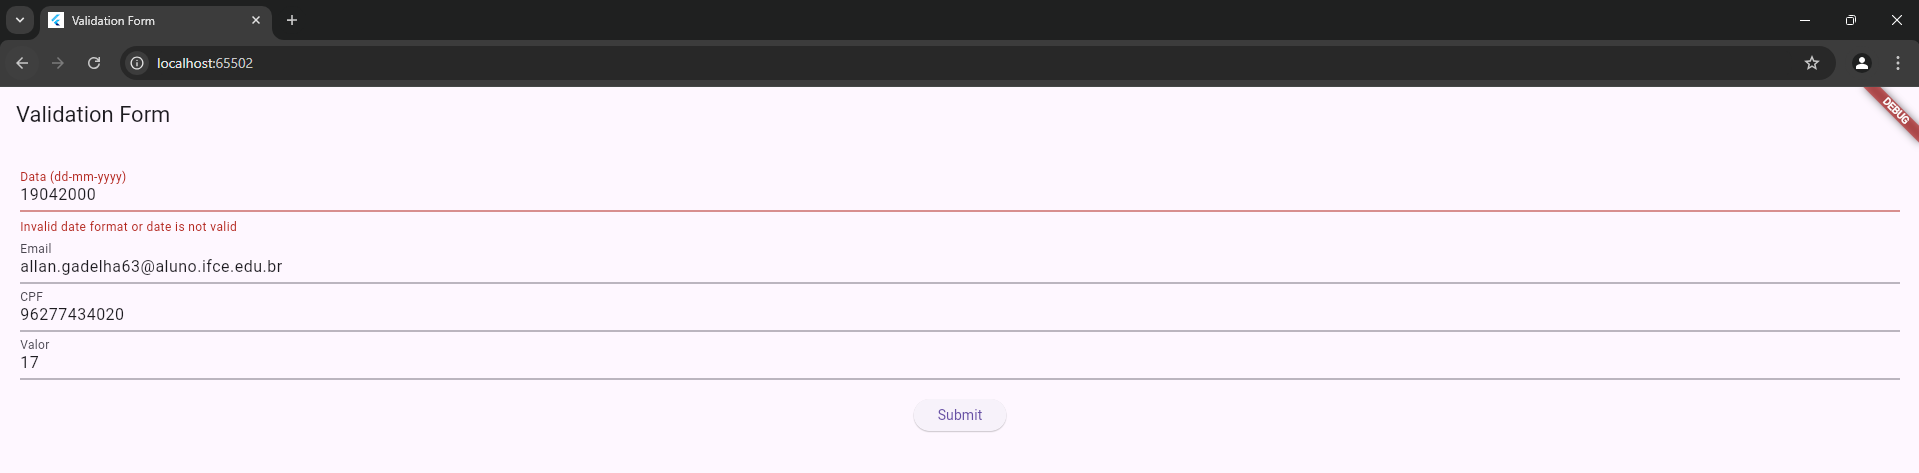 Validation Form
localhost:65502
Validation Form
DEBUG
Data (dd-mm-yyyy)
19042000
Invalid date format or date is not valid
Email
allan.gadelha63@aluno.ifce.edu.br
CPF
96277434020
Valor
17
Submit